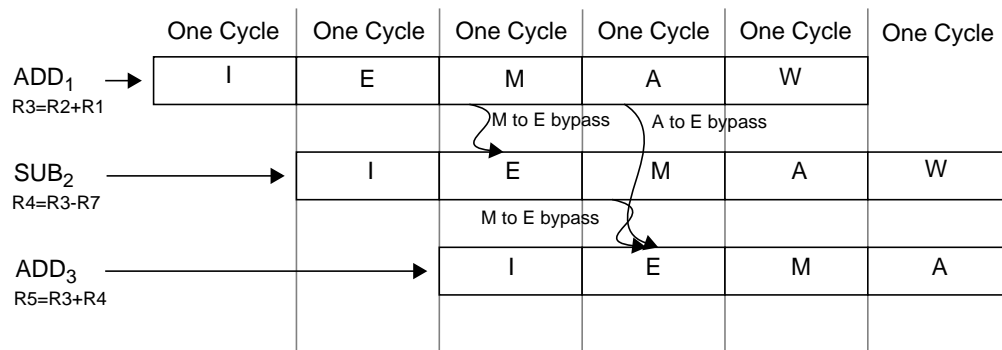 One Cycle One Cycle One Cycle One Cycle One Cycle One Cycle
ADD1 I E M A W
R3=R2+R1
M to E bypass A to E bypass
SUB2 I E M A W
R4=R3-R7
M to E bypass
ADD3 I E M A
R5=R3+R4